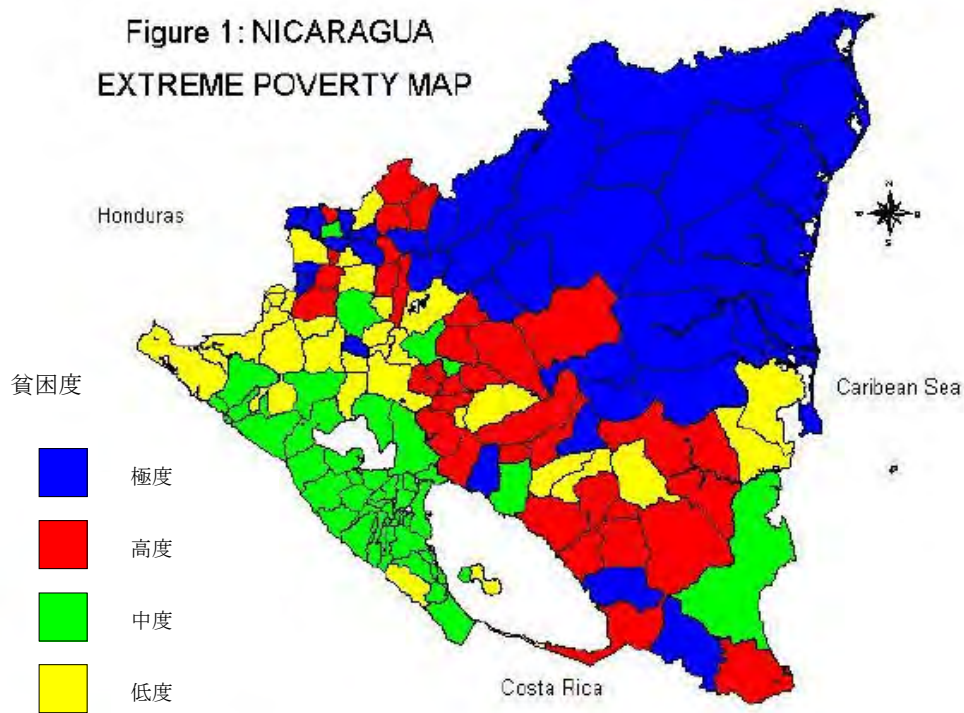 Figure 1: NICARAGUA
EXTREME POVERTY MAP
Honduras
N
S
貧困度
Caribean Sea
極度
高度
中度
低度
Costa Rica